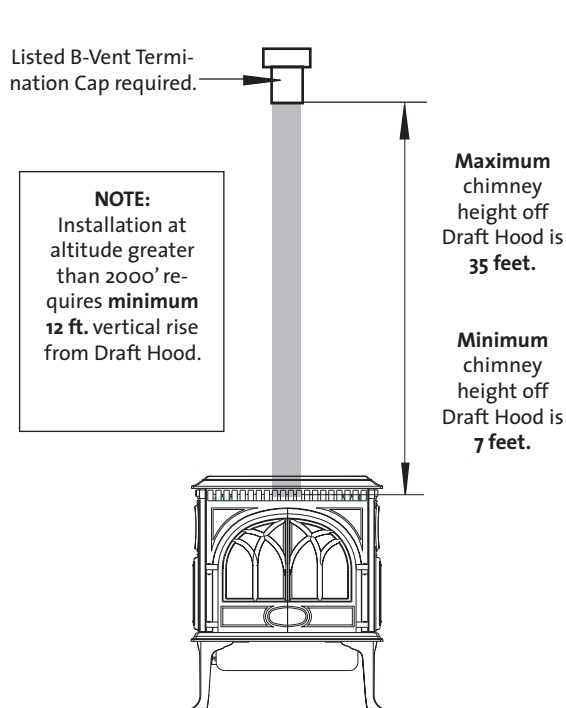 Listed B-Vent Termi-
nation Cap required.
NOTE:
Installation at
altitude greater
than 2000’ re-
quires minimum
12 ft. vertical rise
from Draft Hood.
Maximum
chimney
height off
Draft Hood is
35 feet.
Minimum
chimney
height off
Draft Hood is
7 feet.